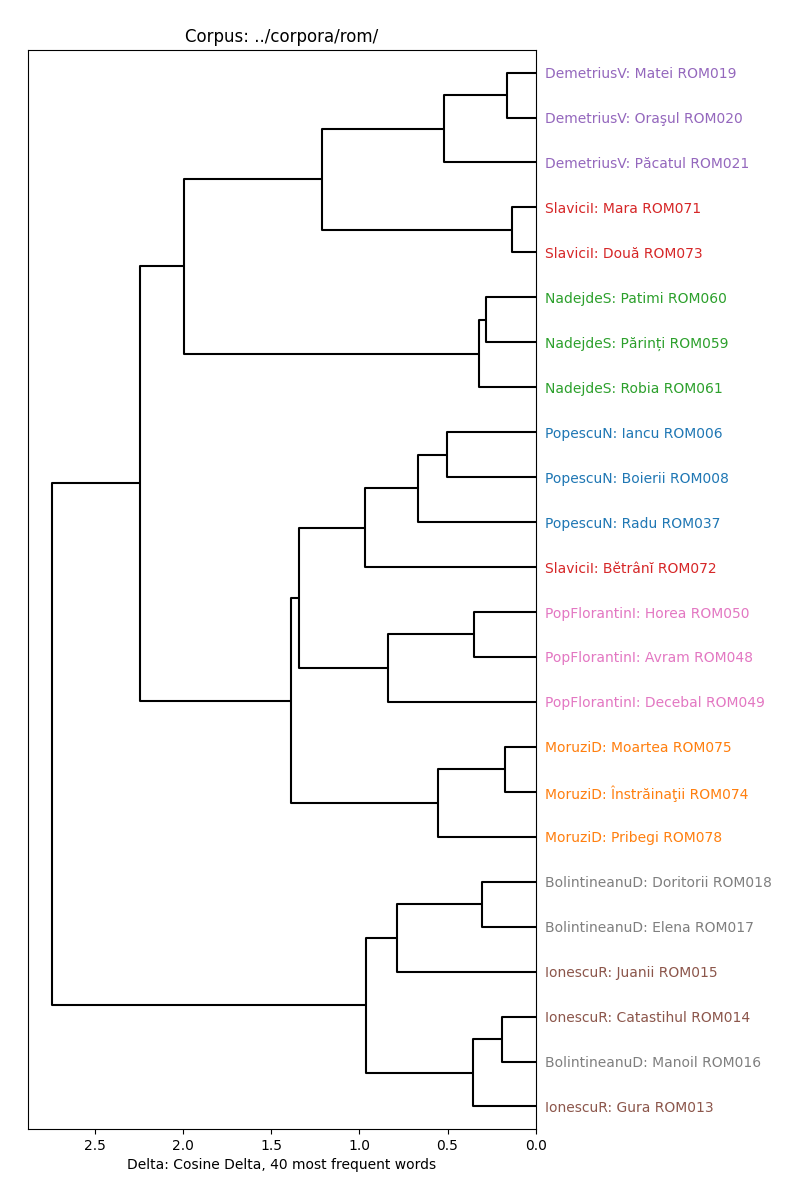 Corpus: ../corpora/rom/
DemetriusV: Matei ROM019
DemetriusV: Oraşul ROM020
DemetriusV: Păcatul ROM021
SlaviciI: Mara ROM071
SlaviciI: Două ROM073
NadejdeS: Patimi ROM060
NadejdeS: Părinți ROM059
NadejdeS: Robia ROM061
PopescuN: Iancu ROM006
PopescuN: Boierii ROM008
PopescuN: Radu ROM037
SlaviciI: Bětrânĭ ROM072
PopFlorantinI: Horea ROM050
PopFlorantinI: Avram ROM048
PopFlorantinI: Decebal ROM049
MoruziD: Moartea ROM075
MoruziD: Înstrăinaţii ROM074
MoruziD: Pribegi ROM078
BolintineanuD: Doritorii ROM018
BolintineanuD: Elena ROM017
IonescuR: Juanii ROM015
IonescuR: Catastihul ROM014
BolintineanuD: Manoil ROM016
IonescuR: Gura ROM013
2.5 2.0 1.5 1.0 0.5 0.0
Delta: Cosine Delta, 40 most frequent words